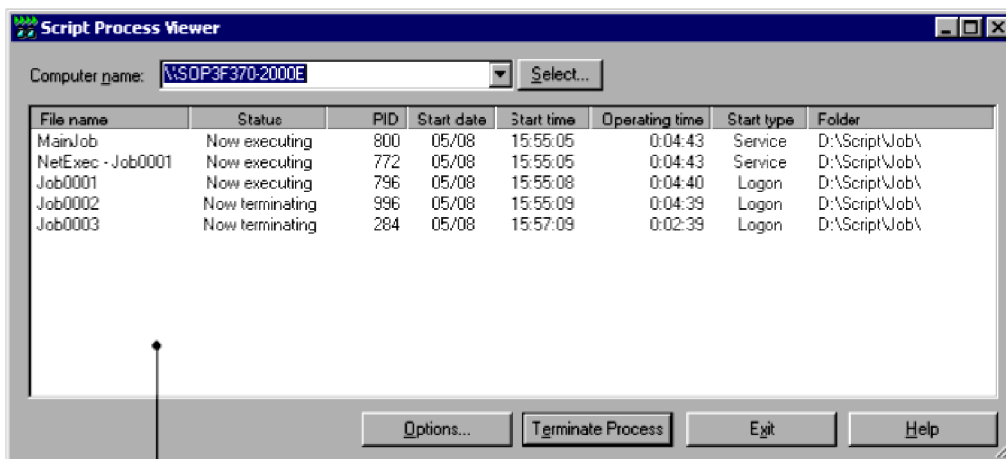 Script Process Viewer
Computer name: \\SOP3F370-2000E Select...
File name Status PID Start date Start time Operating time Start type Folder
MainJob Now executing 800 05/08 15:55:05 0:04:43 Service D:\Script\Job\
NetExec - Job0001 Now executing 772 05/08 15:55:05 0:04:43 Service D:\Script\Job\
Job0001 Now executing 796 05/08 15:55:08 0:04:40 Logon D:\Script\Job\
Job0002 Now terminating 996 05/08 15:55:09 0:04:39 Logon D:\Script\Job\
Job0003 Now terminating 284 05/08 15:57:09 0:02:39 Logon D:\Script\Job\
Options... Terminate Process Exit Help